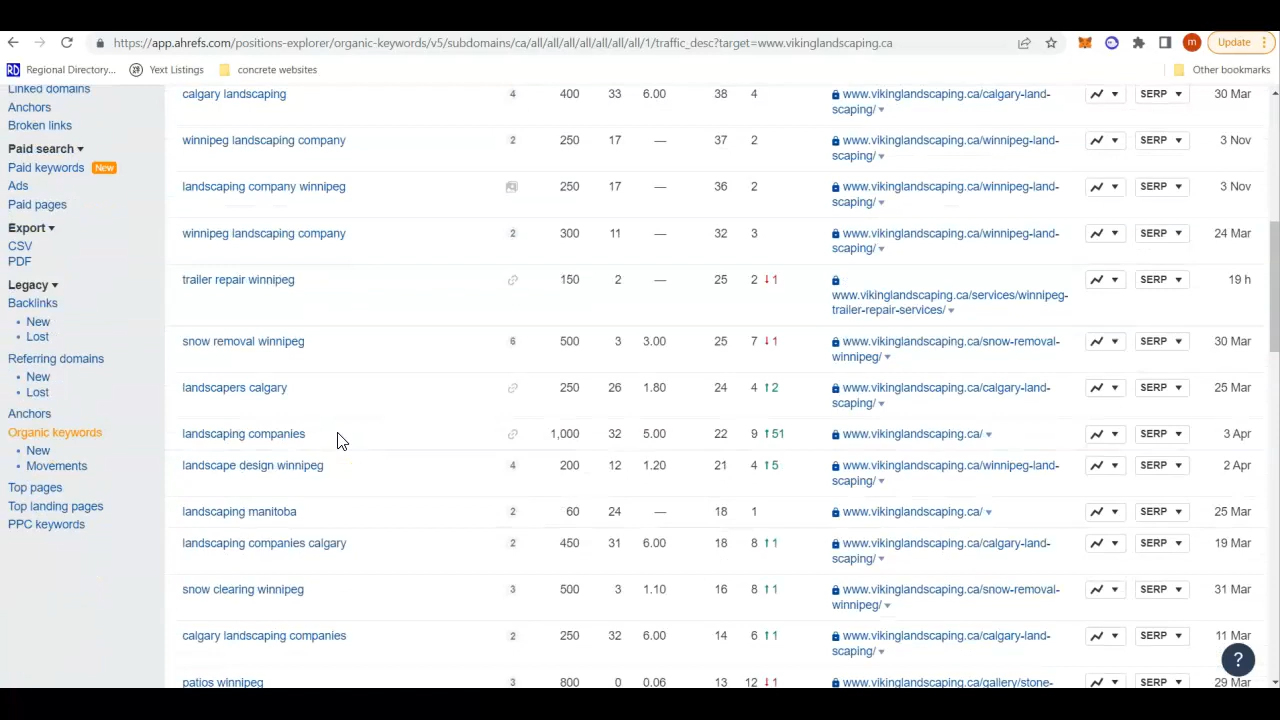 https://app.ahrefs.com/positions-explorer/organic-keywords/v5/subdomains/ca/all/all/all/all/all/all/all/1/traffic_desc?target=www.vikinglandscaping.ca
m
Update
RD Regional Directory... Yext Listings concrete websites Other bookmarks
Linked domains
Anchors
Broken links
Paid search
Paid keywords New
Ads
Paid pages
Export
CSV
PDF
Legacy
Backlinks
• New
• Lost
Referring domains
• New
• Lost
Anchors
Organic keywords
• New
• Movements
Top pages
Top landing pages
PPC keywords
calgary landscaping 4 400 33 6.00 38 4 www.vikinglandscaping.ca/calgary-land- SERP 30 Mar
scaping/
winnipeg landscaping company 2 250 17 — 37 2 www.vikinglandscaping.ca/winnipeg-land- SERP 3 Nov
scaping/
landscaping company winnipeg 250 17 — 36 2 www.vikinglandscaping.ca/winnipeg-land- SERP 3 Nov
scaping/
winnipeg landscaping company 2 300 11 — 32 3 www.vikinglandscaping.ca/winnipeg-land- SERP 24 Mar
scaping/
trailer repair winnipeg 150 2 — 25 2 ↓1 SERP 19 h
www.vikinglandscaping.ca/services/winnipeg-
trailer-repair-services/
snow removal winnipeg 6 500 3 3.00 25 7 ↓1 www.vikinglandscaping.ca/snow-removal- SERP 30 Mar
winnipeg/
landscapers calgary 250 26 1.80 24 4 ↑2 www.vikinglandscaping.ca/calgary-land- SERP 25 Mar
scaping/
landscaping companies 1,000 32 5.00 22 9 ↑51 www.vikinglandscaping.ca/ SERP 3 Apr
landscape design winnipeg 4 200 12 1.20 21 4 ↑5 www.vikinglandscaping.ca/winnipeg-land- SERP 2 Apr
scaping/
landscaping manitoba 2 60 24 — 18 1 www.vikinglandscaping.ca/ SERP 25 Mar
landscaping companies calgary 2 450 31 6.00 18 8 ↑1 www.vikinglandscaping.ca/calgary-land- SERP 19 Mar
scaping/
snow clearing winnipeg 3 500 3 1.10 16 8 ↑1 www.vikinglandscaping.ca/snow-removal- SERP 31 Mar
winnipeg/
calgary landscaping companies 2 250 32 6.00 14 6 ↑1 www.vikinglandscaping.ca/calgary-land- SERP 11 Mar
scaping/
?
patios winnipeg 3 800 0 0.06 13 12 ↓1 www.vikinglandscaping.ca/gallery/stone- SERP 29 Mar